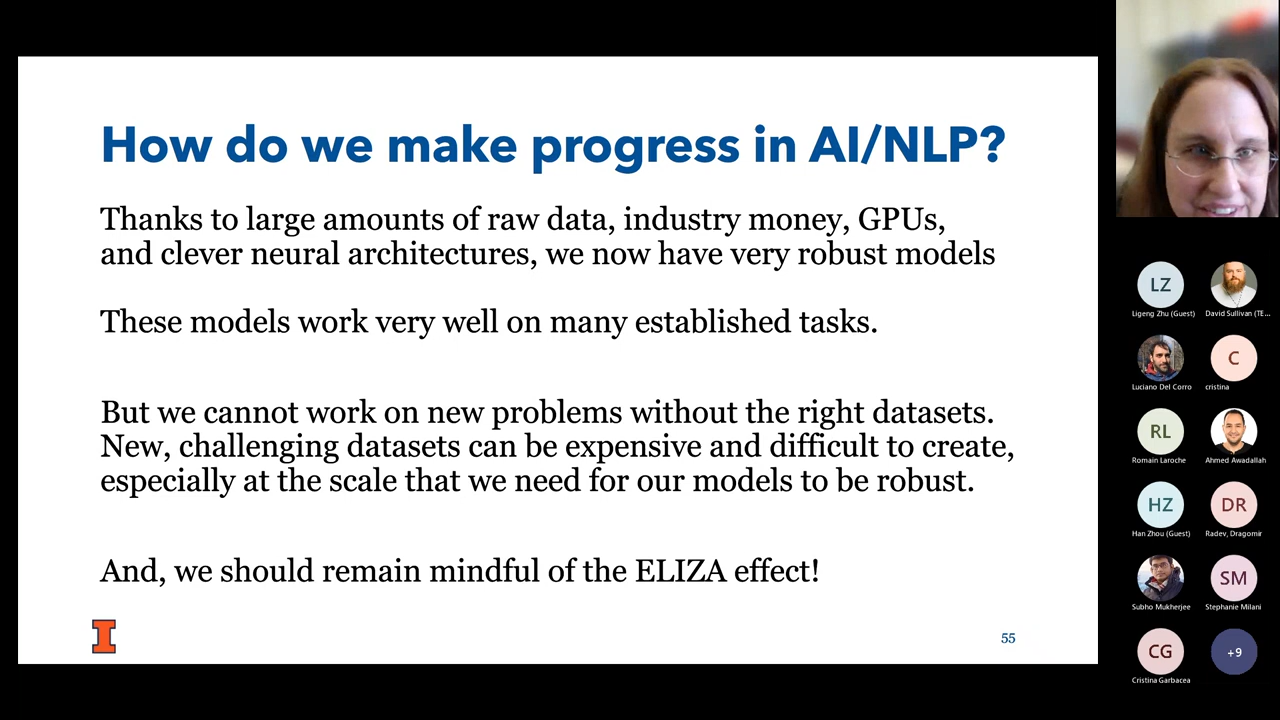 How do we make progress in AI/NLP?
Thanks to large amounts of raw data, industry money, GPUs,
and clever neural architectures, we now have very robust models
These models work very well on many established tasks.
But we cannot work on new problems without the right datasets.
New, challenging datasets can be expensive and difficult to create,
especially at the scale that we need for our models to be robust.
And, we should remain mindful of the ELIZA effect!
I
55
LZ
Ligeng Zhu (Guest)
David Sullivan (TE...
Luciano Del Corro
C
cristina
RL
Romain Laroche
Ahmed Awadallah
HZ
Han Zhou (Guest)
DR
Radev, Dragomir
Subho Mukherjee
SM
Stephanie Milani
CG
Cristina Garbacea
+9